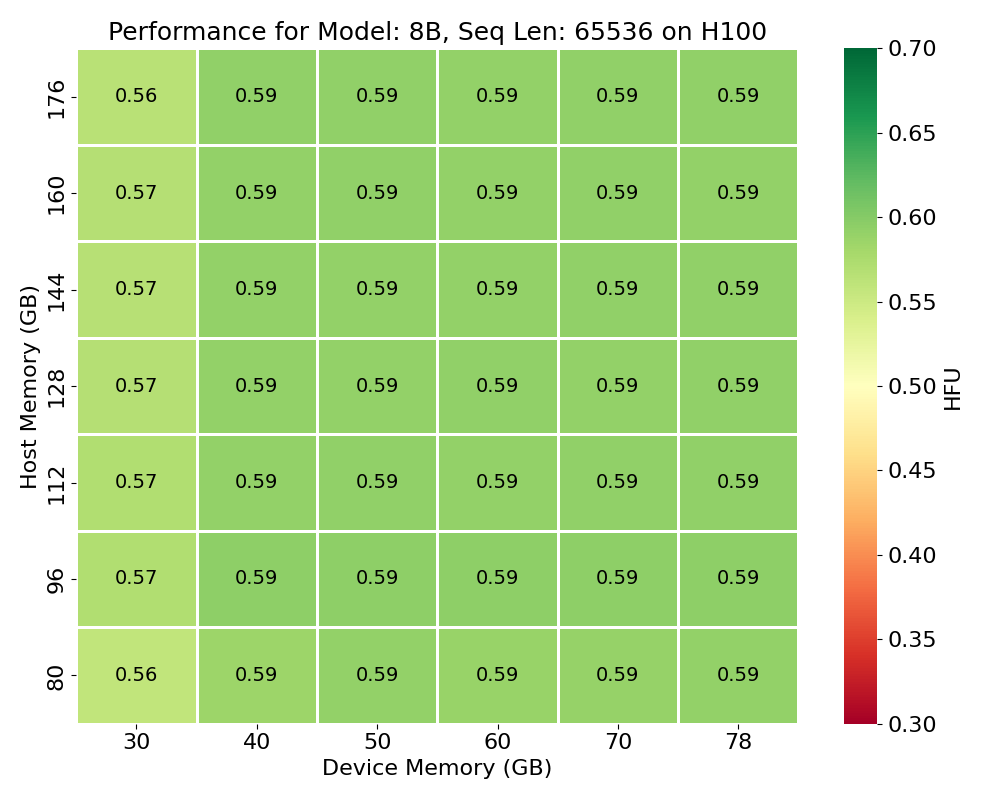 Performance for Model: 8B, Seq Len: 65536 on H100
Host Memory (GB)
176 0.56 0.59 0.59 0.59 0.59 0.59
160 0.57 0.59 0.59 0.59 0.59 0.59
144 0.57 0.59 0.59 0.59 0.59 0.59
128 0.57 0.59 0.59 0.59 0.59 0.59
112 0.57 0.59 0.59 0.59 0.59 0.59
96 0.57 0.59 0.59 0.59 0.59 0.59
80 0.56 0.59 0.59 0.59 0.59 0.59
30 40 50 60 70 78
Device Memory (GB)
0.70
0.65
0.60
0.55
0.50
0.45
0.40
0.35
0.30
HFU